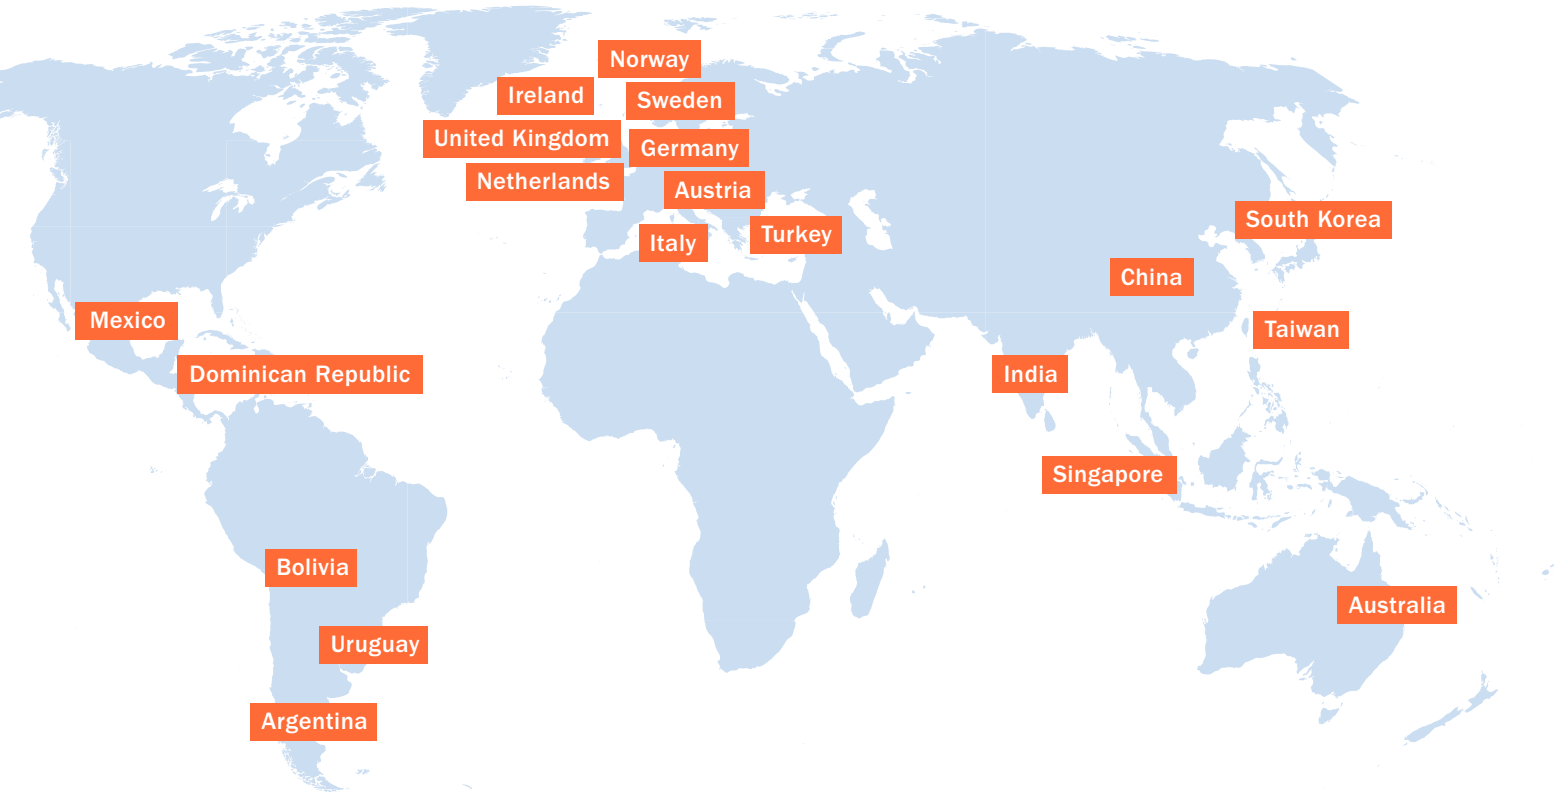 Norway
Ireland
Sweden
United Kingdom
Germany
Netherlands
Austria
South Korea
Turkey
Italy
China
Mexico
Taiwan
Dominican Republic
India
Singapore
Bolivia
Australia
Uruguay
Argentina